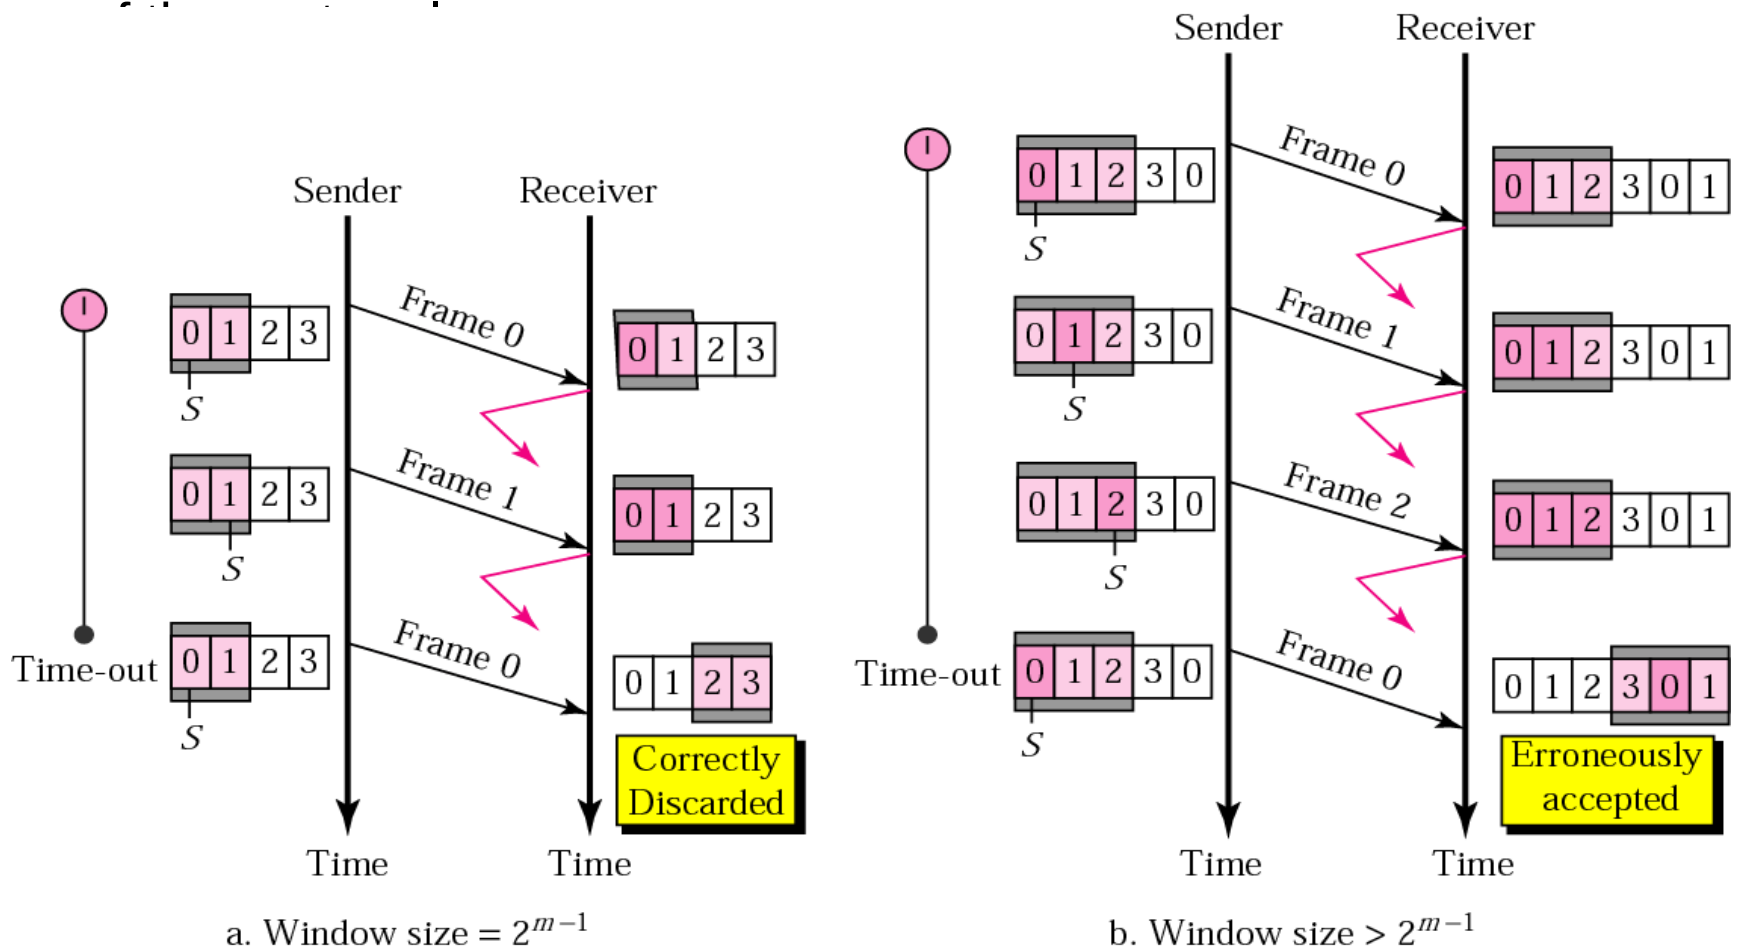 Sender Receiver
Frame 0
0 1 2 3
0 1 2 3
S
Frame 1
0 1 2 3
0 1 2 3
S
Frame 0
0 1 2 3
0 1 2 3
S
Time-out
Correctly
Discarded
Time Time
a. Window size = 2^{m-1}
Sender Receiver
Frame 0
0 1 2 3 0
0 1 2 3 0 1
S
Frame 1
0 1 2 3 0
0 1 2 3 0 1
S
Frame 2
0 1 2 3 0
0 1 2 3 0 1
S
Frame 0
0 1 2 3 0
0 1 2 3 0 1
S
Time-out
Erroneously
accepted
Time Time
b. Window size > 2^{m-1}